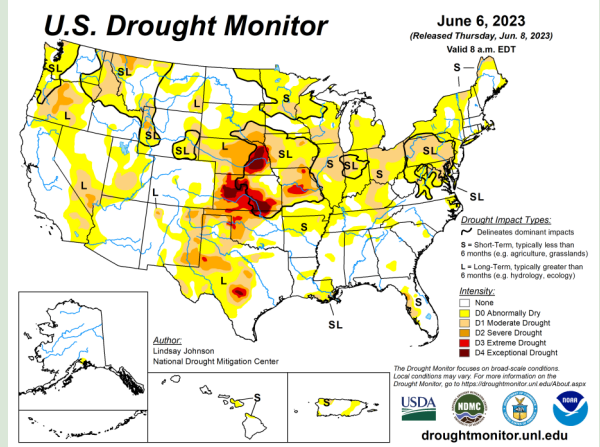 U.S. Drought Monitor
June 6, 2023
(Released Thursday, Jun. 8, 2023)
Valid 8 a.m. EDT
S
SL
SL
L
S
L
SL
L
SL
SL
S
SL
S
SL
L
L
SL
S
L
S
SL
Drought Impact Types:
Delineates dominant impacts
S = Short-Term, typically less than
6 months (e.g. agriculture, grasslands)
L = Long-Term, typically greater than
6 months (e.g. hydrology, ecology)
Intensity:
None
D0 Abnormally Dry
D1 Moderate Drought
D2 Severe Drought
D3 Extreme Drought
D4 Exceptional Drought
Author:
Lindsay Johnson
National Drought Mitigation Center
S
S
The Drought Monitor focuses on broad-scale conditions.
Local conditions may vary. For more information on the
Drought Monitor, go to https://droughtmonitor.unl.edu/About.aspx
USDA
NDMC
NOAA
droughtmonitor.unl.edu